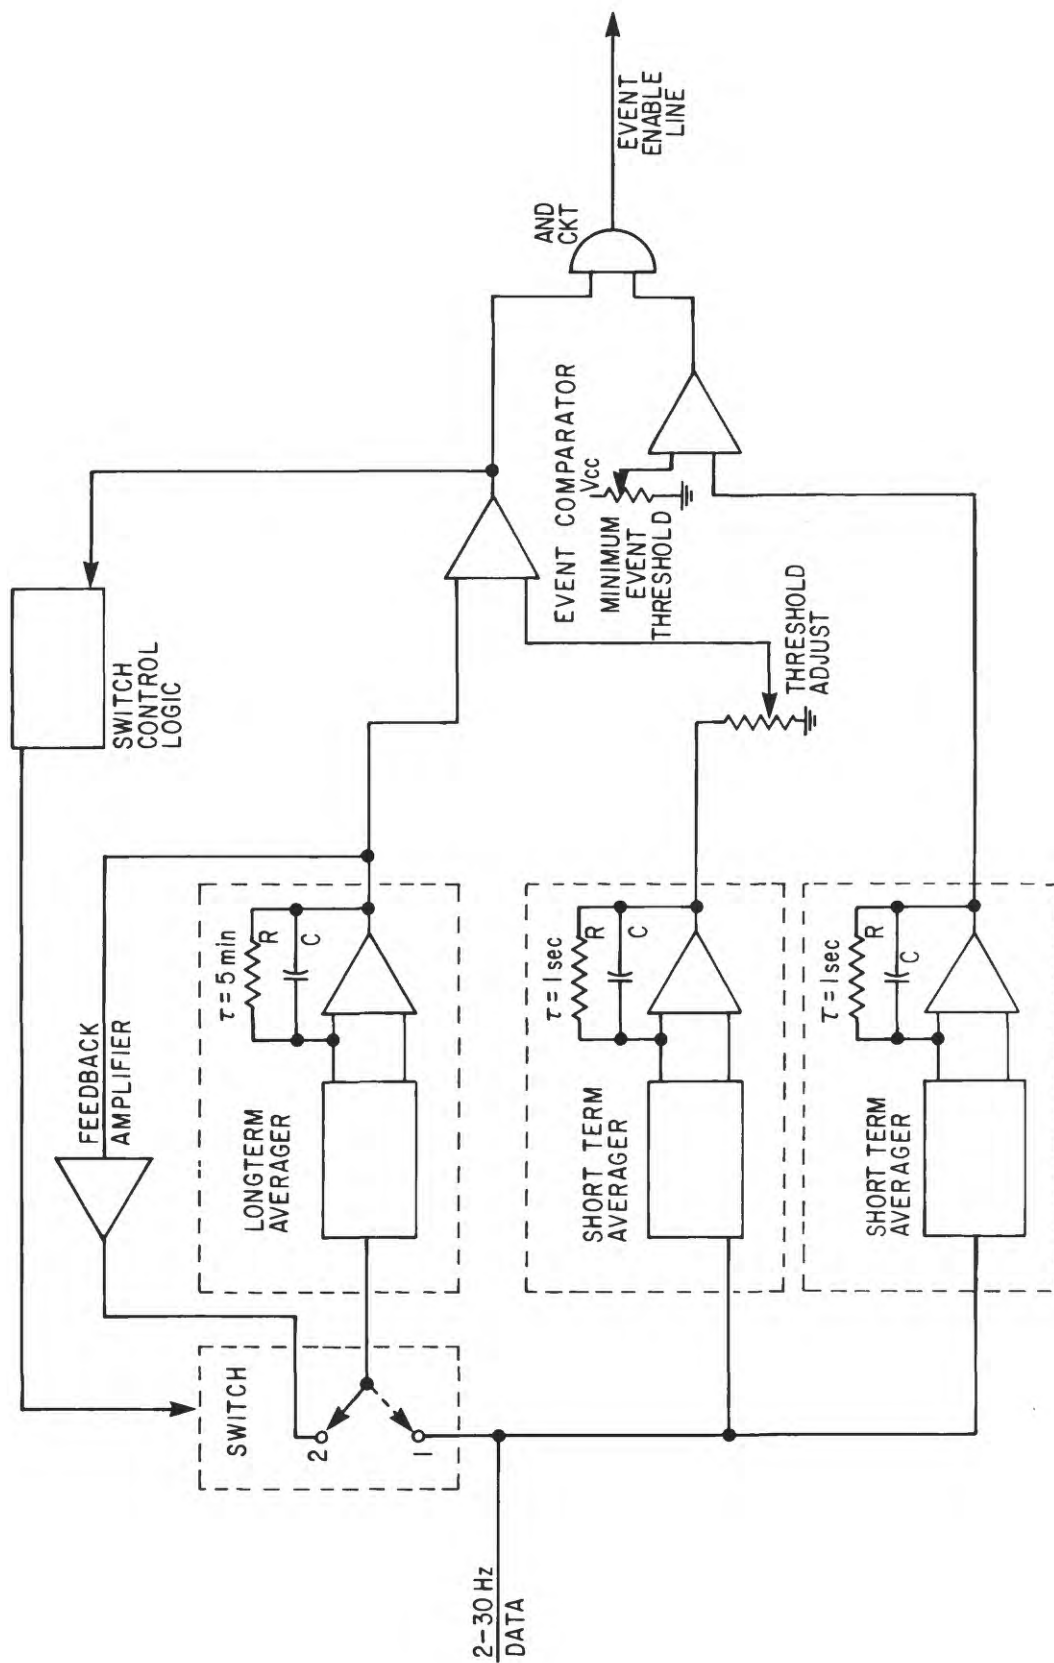 2-30 Hz
DATA
SWITCH
2
1
FEEDBACK
AMPLIFIER
LONGTERM
AVERAGER
τ = 5 min
R
C
SHORT TERM
AVERAGER
τ = 1 sec
R
C
SHORT TERM
AVERAGER
τ = 1 sec
R
C
SWITCH
CONTROL
LOGIC
EVENT COMPARATOR
Vcc
MINIMUM
EVENT
THRESHOLD
THRESHOLD
ADJUST
AND
CKT
EVENT
ENABLE
LINE